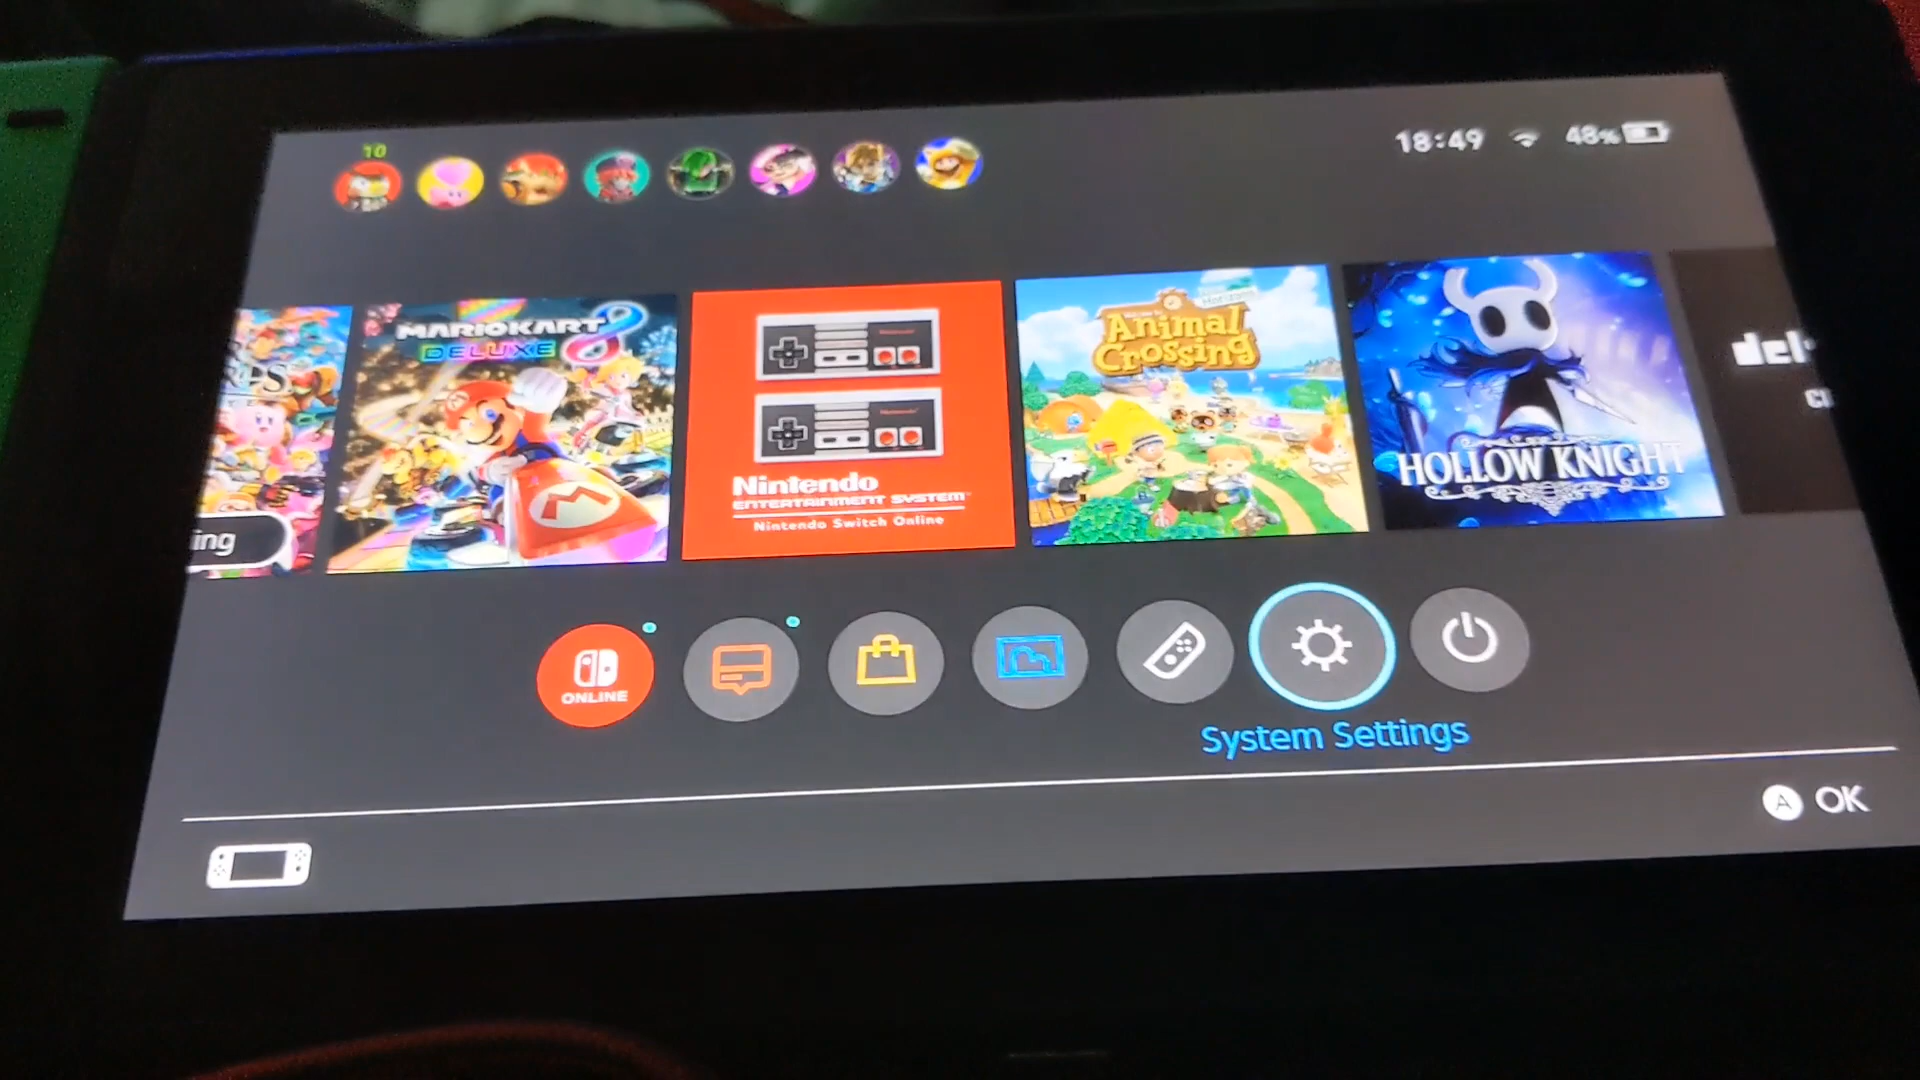 10
18:49
48%
MARIOKART 8
DELUXE
Nintendo
ENTERTAINMENT SYSTEM
Nintendo Switch Online
Horizons
Animal
Crossing
HOLLOW KNIGHT
ing
ONLINE
System Settings
A OK